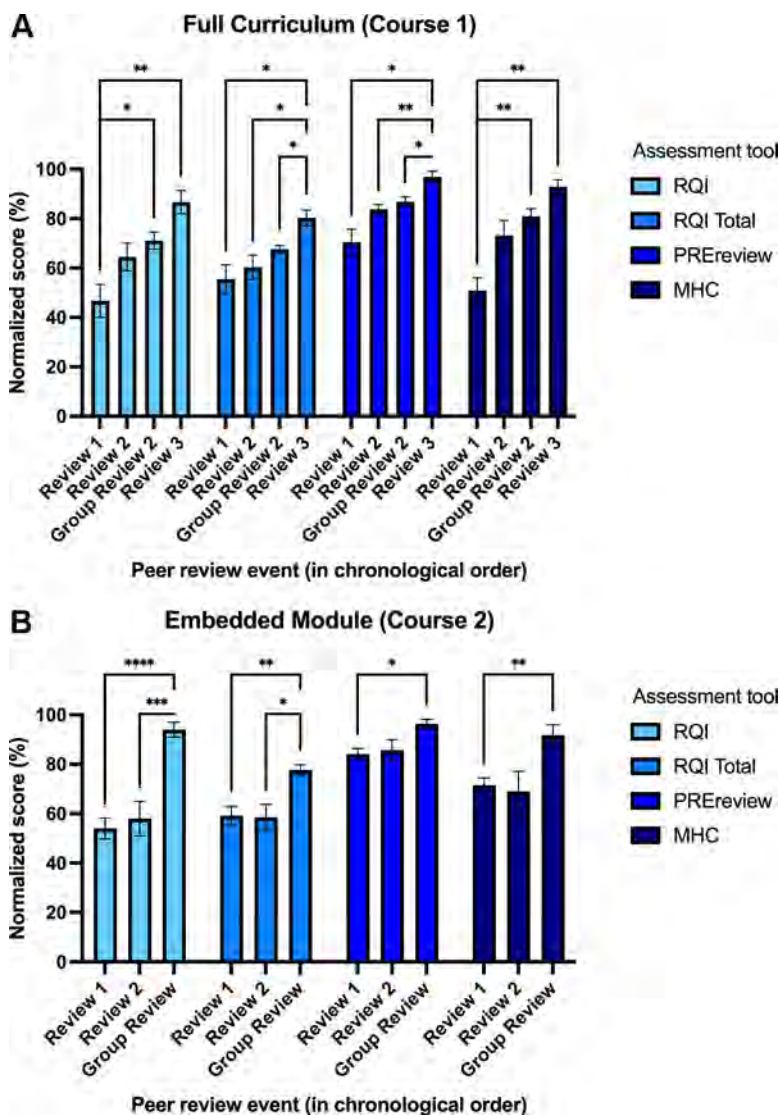 A
Full Curriculum (Course 1)
** * * **
* * ** **
* *
Assessment tool
RQI
RQI Total
PREreview
MHC
Normalized score (%)
100
80
60
40
20
0
Review 1
Review 2
Group Review 2
Review 3
Review 1
Review 2
Group Review 2
Review 3
Review 1
Review 2
Group Review 2
Review 3
Review 1
Review 2
Group Review 2
Review 3
Peer review event (in chronological order)
B
Embedded Module (Course 2)
**** ** * **
*** *
Assessment tool
RQI
RQI Total
PREreview
MHC
Normalized score (%)
100
80
60
40
20
0
Review 1
Review 2
Group Review
Review 1
Review 2
Group Review
Review 1
Review 2
Group Review
Review 1
Review 2
Group Review
Peer review event (in chronological order)